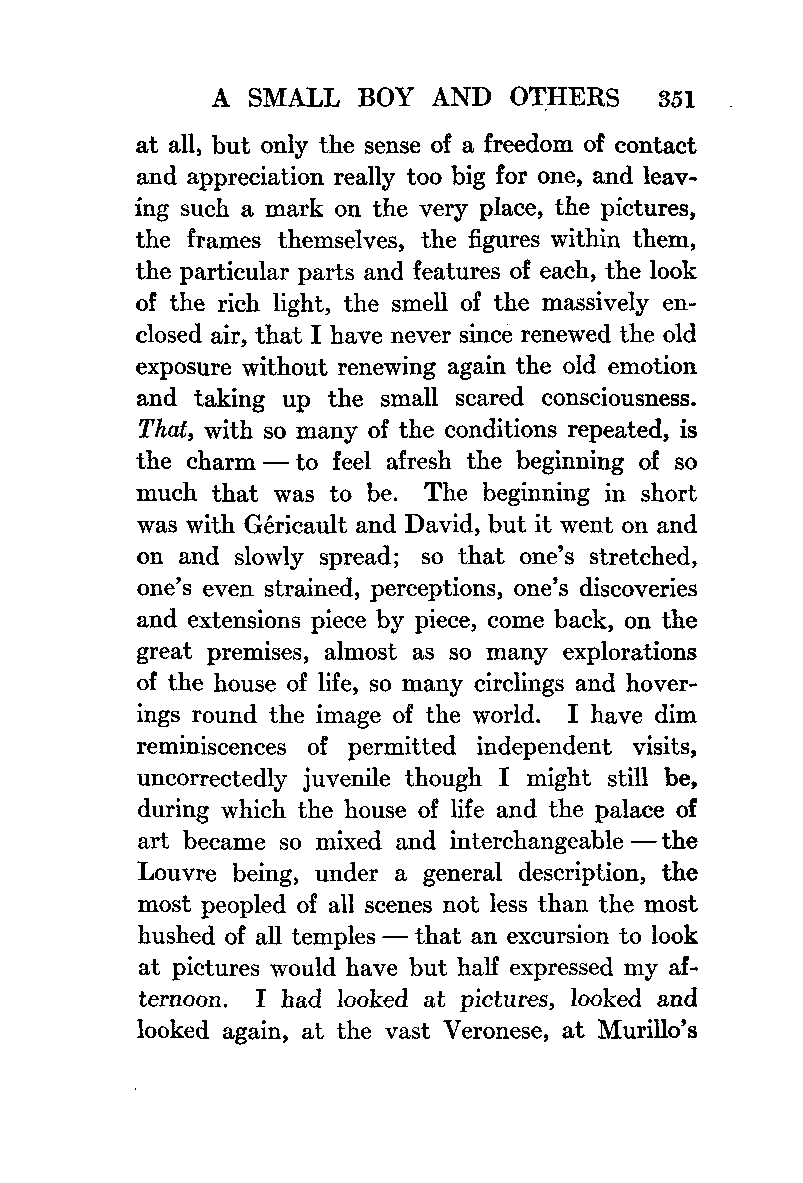 A SMALL BOY AND OTHERS 351
at all, but only the sense of a freedom of contact
and appreciation really too big for one, and leav-
ing such a mark on the very place, the pictures,
the frames themselves, the figures within them,
the particular parts and features of each, the look
of the rich light, the smell of the massively en-
closed air, that I have never since renewed the old
exposure without renewing again the old emotion
and taking up the small scared consciousness.
That, with so many of the conditions repeated, is
the charm — to feel afresh the beginning of so
much that was to be. The beginning in short
was with Géricault and David, but it went on and
on and slowly spread; so that one's stretched,
one's even strained, perceptions, one's discoveries
and extensions piece by piece, come back, on the
great premises, almost as so many explorations
of the house of life, so many circlings and hover-
ings round the image of the world. I have dim
reminiscences of permitted independent visits,
uncorrectedly juvenile though I might still be,
during which the house of life and the palace of
art became so mixed and interchangeable — the
Louvre being, under a general description, the
most peopled of all scenes not less than the most
hushed of all temples — that an excursion to look
at pictures would have but half expressed my af-
ternoon. I had looked at pictures, looked and
looked again, at the vast Veronese, at Murillo's